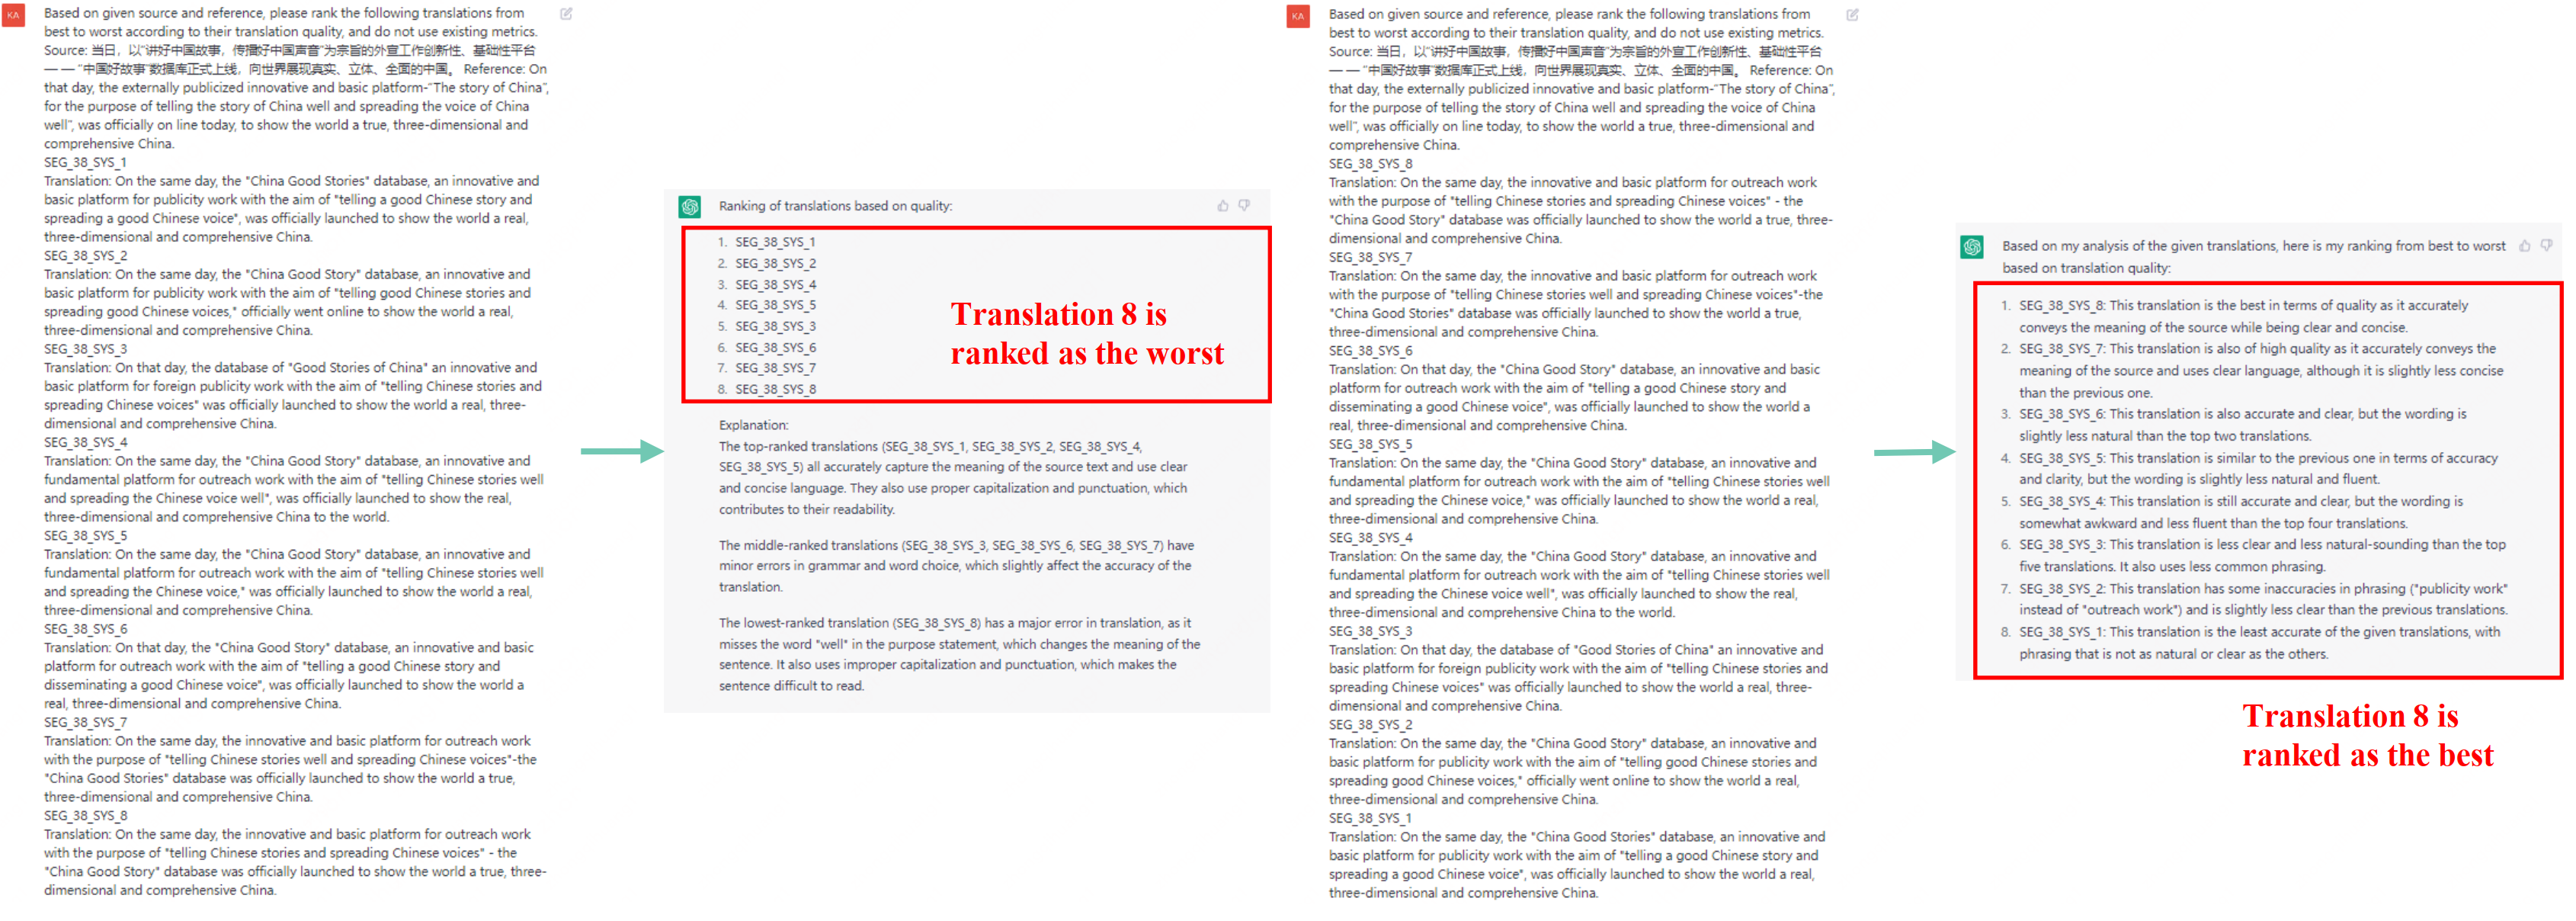 KA
Based on given source and reference, please rank the following translations from
best to worst according to their translation quality, and do not use existing metrics.
Source: 当日，以“讲好中国故事，传播好中国声音”为宗旨的外宣工作创新性、基础性平台
— — “中国好故事”数据库正式上线，向世界展现真实、立体、全面的中国。 Reference: On
that day, the externally publicized innovative and basic platform-“The story of China”,
for the purpose of telling the story of China well and spreading the voice of China
well”, was officially on line today, to show the world a true, three-dimensional and
comprehensive China.
SEG_38_SYS_1
Translation: On the same day, the "China Good Stories" database, an innovative and
basic platform for publicity work with the aim of "telling a good Chinese story and
spreading a good Chinese voice", was officially launched to show the world a real,
three-dimensional and comprehensive China.
SEG_38_SYS_2
Translation: On the same day, the "China Good Story" database, an innovative and
basic platform for publicity work with the aim of "telling good Chinese stories and
spreading good Chinese voices," officially went online to show the world a real,
three-dimensional and comprehensive China.
SEG_38_SYS_3
Translation: On that day, the database of "Good Stories of China" an innovative and
basic platform for foreign publicity work with the aim of "telling Chinese stories and
spreading Chinese voices" was officially launched to show the world a real, three-
dimensional and comprehensive China.
SEG_38_SYS_4
Translation: On the same day, the "China Good Story" database, an innovative and
fundamental platform for outreach work with the aim of "telling Chinese stories well
and spreading the Chinese voice well", was officially launched to show the real,
three-dimensional and comprehensive China to the world.
SEG_38_SYS_5
Translation: On the same day, the "China Good Story" database, an innovative and
fundamental platform for outreach work with the aim of "telling Chinese stories well
and spreading the Chinese voice," was officially launched to show the world a real,
three-dimensional and comprehensive China.
SEG_38_SYS_6
Translation: On that day, the "China Good Story" database, an innovative and basic
platform for outreach work with the aim of "telling a good Chinese story and
disseminating a good Chinese voice", was officially launched to show the world a
real, three-dimensional and comprehensive China.
SEG_38_SYS_7
Translation: On the same day, the innovative and basic platform for outreach work
with the purpose of "telling Chinese stories well and spreading Chinese voices"-the
"China Good Stories" database was officially launched to show the world a true,
three-dimensional and comprehensive China.
SEG_38_SYS_8
Translation: On the same day, the innovative and basic platform for outreach work
with the purpose of "telling Chinese stories and spreading Chinese voices" - the
"China Good Story" database was officially launched to show the world a true, three-
dimensional and comprehensive China.
Ranking of translations based on quality:
1. SEG_38_SYS_1
2. SEG_38_SYS_2
3. SEG_38_SYS_4
4. SEG_38_SYS_5
5. SEG_38_SYS_3
6. SEG_38_SYS_6
7. SEG_38_SYS_7
8. SEG_38_SYS_8
Translation 8 is
ranked as the worst
Explanation:
The top-ranked translations (SEG_38_SYS_1, SEG_38_SYS_2, SEG_38_SYS_4,
SEG_38_SYS_5) all accurately capture the meaning of the source text and use clear
and concise language. They also use proper capitalization and punctuation, which
contributes to their readability.
The middle-ranked translations (SEG_38_SYS_3, SEG_38_SYS_6, SEG_38_SYS_7) have
minor errors in grammar and word choice, which slightly affect the accuracy of the
translation.
The lowest-ranked translation (SEG_38_SYS_8) has a major error in translation, as it
misses the word "well" in the purpose statement, which changes the meaning of the
sentence. It also uses improper capitalization and punctuation, which makes the
sentence difficult to read.
KA
Based on given source and reference, please rank the following translations from
best to worst according to their translation quality, and do not use existing metrics.
Source: 当日，以“讲好中国故事，传播好中国声音”为宗旨的外宣工作创新性、基础性平台
— — “中国好故事”数据库正式上线，向世界展现真实、立体、全面的中国。 Reference: On
that day, the externally publicized innovative and basic platform-“The story of China”,
for the purpose of telling the story of China well and spreading the voice of China
well”, was officially on line today, to show the world a true, three-dimensional and
comprehensive China.
SEG_38_SYS_8
Translation: On the same day, the innovative and basic platform for outreach work
with the purpose of "telling Chinese stories and spreading Chinese voices" - the
"China Good Story" database was officially launched to show the world a true, three-
dimensional and comprehensive China.
SEG_38_SYS_7
Translation: On the same day, the innovative and basic platform for outreach work
with the purpose of "telling Chinese stories well and spreading Chinese voices"-the
"China Good Stories" database was officially launched to show the world a true,
three-dimensional and comprehensive China.
SEG_38_SYS_6
Translation: On that day, the "China Good Story" database, an innovative and basic
platform for outreach work with the aim of "telling a good Chinese story and
disseminating a good Chinese voice", was officially launched to show the world a
real, three-dimensional and comprehensive China.
SEG_38_SYS_5
Translation: On the same day, the "China Good Story" database, an innovative and
fundamental platform for outreach work with the aim of "telling Chinese stories well
and spreading the Chinese voice," was officially launched to show the world a real,
three-dimensional and comprehensive China.
SEG_38_SYS_4
Translation: On the same day, the "China Good Story" database, an innovative and
fundamental platform for outreach work with the aim of "telling Chinese stories well
and spreading the Chinese voice well", was officially launched to show the real,
three-dimensional and comprehensive China to the world.
SEG_38_SYS_3
Translation: On that day, the database of "Good Stories of China" an innovative and
basic platform for foreign publicity work with the aim of "telling Chinese stories and
spreading Chinese voices" was officially launched to show the world a real, three-
dimensional and comprehensive China.
SEG_38_SYS_2
Translation: On the same day, the "China Good Story" database, an innovative and
basic platform for publicity work with the aim of "telling good Chinese stories and
spreading good Chinese voices," officially went online to show the world a real,
three-dimensional and comprehensive China.
SEG_38_SYS_1
Translation: On the same day, the "China Good Stories" database, an innovative and
basic platform for publicity work with the aim of "telling a good Chinese story and
spreading a good Chinese voice", was officially launched to show the world a real,
three-dimensional and comprehensive China.
Based on my analysis of the given translations, here is my ranking from best to worst
based on translation quality:
1. SEG_38_SYS_8: This translation is the best in terms of quality as it accurately
conveys the meaning of the source while being clear and concise.
2. SEG_38_SYS_7: This translation is also of high quality as it accurately conveys the
meaning of the source and uses clear language, although it is slightly less concise
than the previous one.
3. SEG_38_SYS_6: This translation is also accurate and clear, but the wording is
slightly less natural than the top two translations.
4. SEG_38_SYS_5: This translation is similar to the previous one in terms of accuracy
and clarity, but the wording is slightly less natural and fluent.
5. SEG_38_SYS_4: This translation is still accurate and clear, but the wording is
somewhat awkward and less fluent than the top four translations.
6. SEG_38_SYS_3: This translation is less clear and less natural-sounding than the top
five translations. It also uses less common phrasing.
7. SEG_38_SYS_2: This translation has some inaccuracies in phrasing ("publicity work"
instead of "outreach work") and is slightly less clear than the previous translations.
8. SEG_38_SYS_1: This translation is the least accurate of the given translations, with
phrasing that is not as natural or clear as the others.
Translation 8 is
ranked as the best